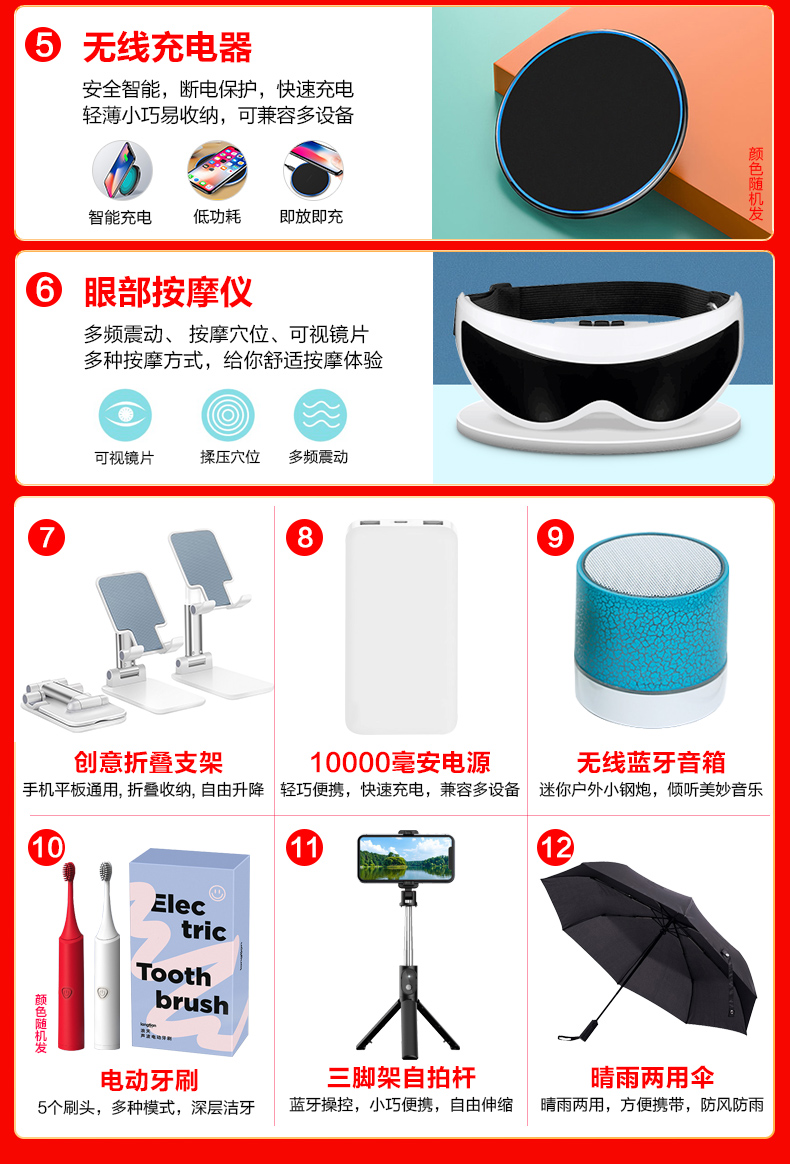 5 无线充电器
安全智能，断电保护，快速充电
轻薄小巧易收纳，可兼容多设备
智能充电 低功耗 即放即充
颜色随机发
6 眼部按摩仪
多频震动、按摩穴位、可视镜片
多种按摩方式，给你舒适按摩体验
可视镜片 揉压穴位 多频震动
7
创意折叠支架
手机平板通用, 折叠收纳, 自由升降
8
10000毫安电源
轻巧便携，快速充电，兼容多设备
9
无线蓝牙音箱
迷你户外小钢炮，倾听美妙音乐
10
Elec
tric
Tooth
brush
声波电动牙刷
颜色随机发
电动牙刷
5个刷头，多种模式，深层洁牙
11
三脚架自拍杆
蓝牙操控，小巧便携，自由伸缩
12
晴雨两用伞
晴雨两用，方便携带，防风防雨